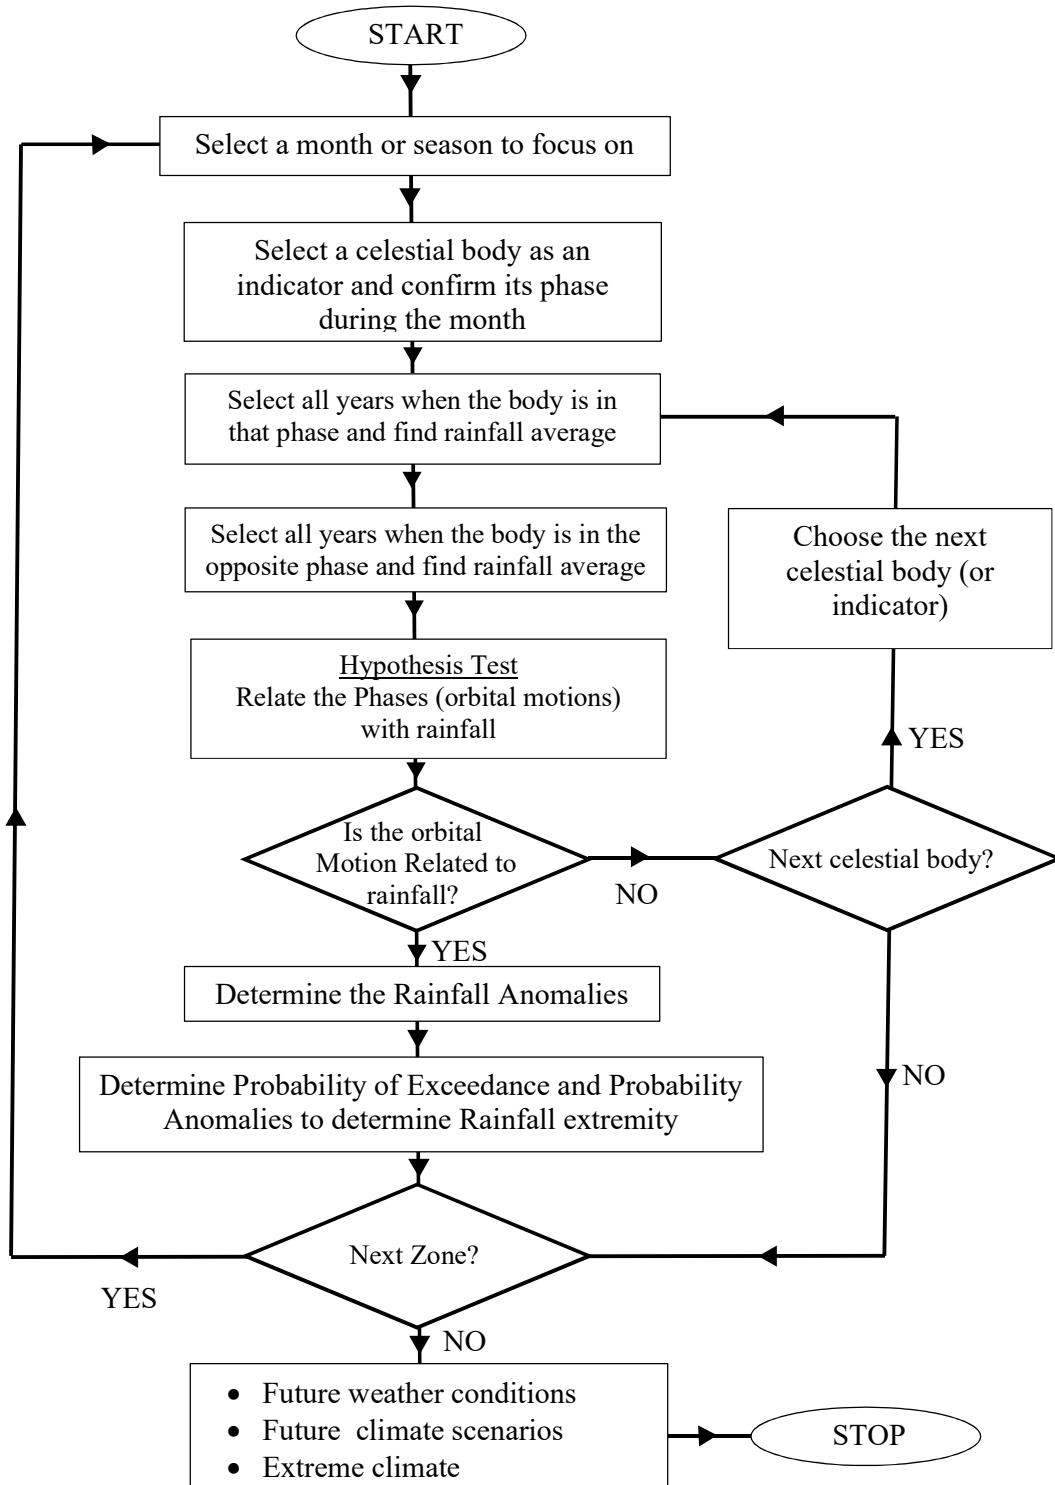 START
Select a month or season to focus on
Select a celestial body as an
indicator and confirm its phase
during the month
Select all years when the body is in
that phase and find rainfall average
Select all years when the body is in the
opposite phase and find rainfall average
Choose the next
celestial body (or
indicator)
Hypothesis Test
Relate the Phases (orbital motions)
with rainfall
YES
Is the orbital
Motion Related to
rainfall?
NO
Next celestial body?
YES
Determine the Rainfall Anomalies
NO
Determine Probability of Exceedance and Probability
Anomalies to determine Rainfall extremity
Next Zone?
YES
NO
• Future weather conditions
• Future  climate scenarios
• Extreme climate
STOP